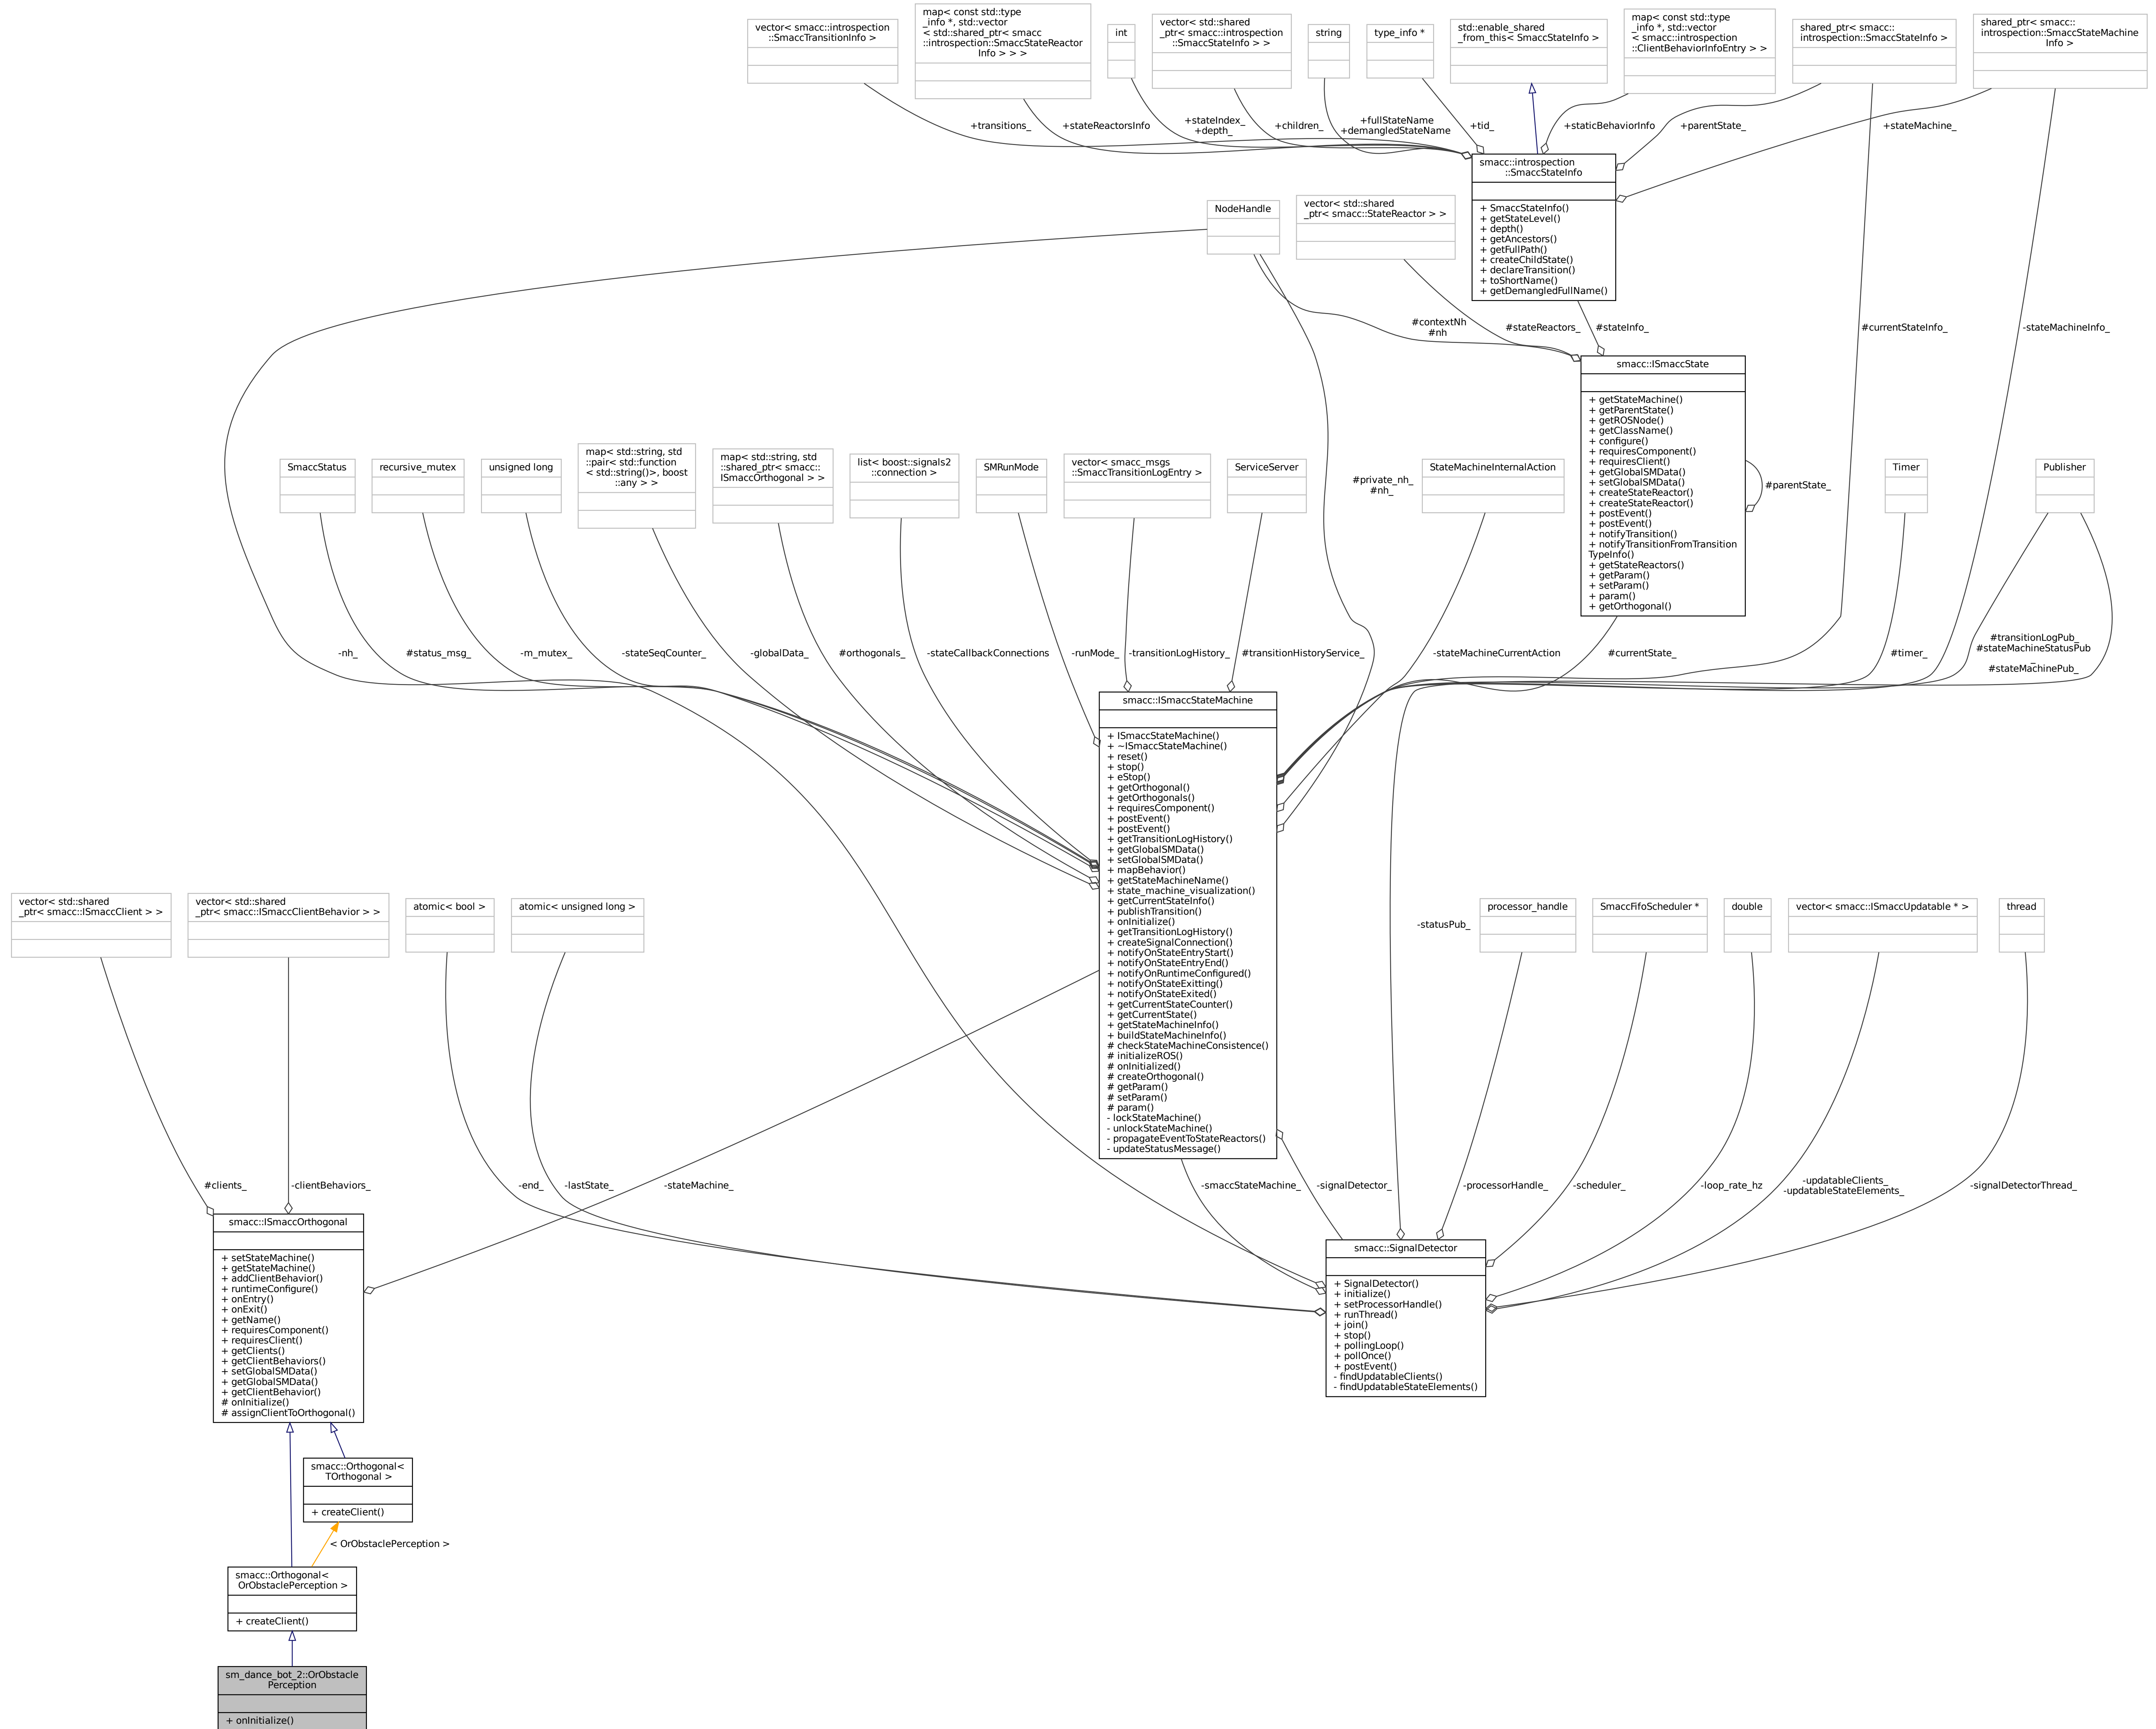 vector< smacc::introspection
::SmaccTransitionInfo >
map< const std::type
_info *, std::vector
< std::shared_ptr< smacc
::introspection::SmaccStateReactor
Info > > >
int
vector< std::shared
_ptr< smacc::introspection
::SmaccStateInfo > >
string
type_info *
std::enable_shared
_from_this< SmaccStateInfo >
map< const std::type
_info *, std::vector
< smacc::introspection
::ClientBehaviorInfoEntry > >
shared_ptr< smacc::
introspection::SmaccStateInfo >
shared_ptr< smacc::
introspection::SmaccStateMachine
Info >
+transitions_
+stateReactorsInfo
+stateIndex_
+depth_
+children_
+fullStateName
+demangledStateName
+tid_
+staticBehaviorInfo
+parentState_
+stateMachine_
smacc::introspection
::SmaccStateInfo
+ SmaccStateInfo()
+ getStateLevel()
+ depth()
+ getAncestors()
+ getFullPath()
+ createChildState()
+ declareTransition()
+ toShortName()
+ getDemangledFullName()
NodeHandle
vector< std::shared
_ptr< smacc::StateReactor > >
#contextNh
#nh
#stateReactors_
#stateInfo_
#currentStateInfo_
-stateMachineInfo_
smacc::ISmaccState
+ getStateMachine()
+ getParentState()
+ getROSNode()
+ getClassName()
+ configure()
+ requiresComponent()
+ requiresClient()
+ getGlobalSMData()
+ setGlobalSMData()
+ createStateReactor()
+ createStateReactor()
+ postEvent()
+ postEvent()
+ notifyTransition()
+ notifyTransitionFromTransition
TypeInfo()
+ getStateReactors()
+ getParam()
+ setParam()
+ param()
+ getOrthogonal()
#parentState_
SmaccStatus
recursive_mutex
unsigned long
map< std::string, std
::pair< std::function
< std::string()>, boost
::any > >
map< std::string, std
::shared_ptr< smacc::
ISmaccOrthogonal > >
list< boost::signals2
::connection >
SMRunMode
vector< smacc_msgs
::SmaccTransitionLogEntry >
ServiceServer
#private_nh_
#nh_
StateMachineInternalAction
Timer
Publisher
-nh_
#status_msg_
-m_mutex_
-stateSeqCounter_
-globalData_
#orthogonals_
-stateCallbackConnections
-runMode_
-transitionLogHistory_
#transitionHistoryService_
-stateMachineCurrentAction
#currentState_
#timer_
#transitionLogPub_
#stateMachineStatusPub
_
#stateMachinePub_
smacc::ISmaccStateMachine
+ ISmaccStateMachine()
+ ~ISmaccStateMachine()
+ reset()
+ stop()
+ eStop()
+ getOrthogonal()
+ getOrthogonals()
+ requiresComponent()
+ postEvent()
+ postEvent()
+ getTransitionLogHistory()
+ getGlobalSMData()
+ setGlobalSMData()
+ mapBehavior()
+ getStateMachineName()
+ state_machine_visualization()
+ getCurrentStateInfo()
+ publishTransition()
+ onInitialize()
+ getTransitionLogHistory()
+ createSignalConnection()
+ notifyOnStateEntryStart()
+ notifyOnStateEntryEnd()
+ notifyOnRuntimeConfigured()
+ notifyOnStateExitting()
+ notifyOnStateExited()
+ getCurrentStateCounter()
+ getCurrentState()
+ getStateMachineInfo()
+ buildStateMachineInfo()
# checkStateMachineConsistence()
# initializeROS()
# onInitialized()
# createOrthogonal()
# getParam()
# setParam()
# param()
- lockStateMachine()
- unlockStateMachine()
- propagateEventToStateReactors()
- updateStatusMessage()
vector< std::shared
_ptr< smacc::ISmaccClient > >
vector< std::shared
_ptr< smacc::ISmaccClientBehavior > >
atomic< bool >
atomic< unsigned long >
-statusPub_
processor_handle
SmaccFifoScheduler *
double
vector< smacc::ISmaccUpdatable * >
thread
#clients_
-clientBehaviors_
-end_
-lastState_
-stateMachine_
-smaccStateMachine_
-signalDetector_
-processorHandle_
-scheduler_
-loop_rate_hz
-updatableClients_
-updatableStateElements_
-signalDetectorThread_
smacc::ISmaccOrthogonal
+ setStateMachine()
+ getStateMachine()
+ addClientBehavior()
+ runtimeConfigure()
+ onEntry()
+ onExit()
+ getName()
+ requiresComponent()
+ requiresClient()
+ getClients()
+ getClientBehaviors()
+ setGlobalSMData()
+ getGlobalSMData()
+ getClientBehavior()
# onInitialize()
# assignClientToOrthogonal()
smacc::SignalDetector
+ SignalDetector()
+ initialize()
+ setProcessorHandle()
+ runThread()
+ join()
+ stop()
+ pollingLoop()
+ pollOnce()
+ postEvent()
- findUpdatableClients()
- findUpdatableStateElements()
smacc::Orthogonal<
TOrthogonal >
+ createClient()
< OrObstaclePerception >
smacc::Orthogonal<
OrObstaclePerception >
+ createClient()
sm_dance_bot_2::OrObstacle
Perception
+ onInitialize()